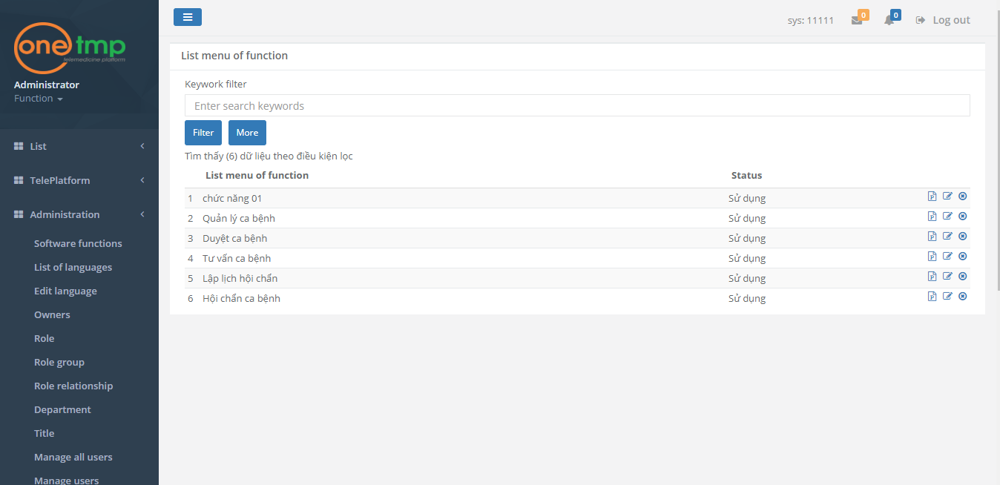 one tmp
telemedicine platform
Administrator
Function
List
TelePlatform
Administration
Software functions
List of languages
Edit language
Owners
Role
Role group
Role relationship
Department
Title
Manage all users
Manage users
sys: 11111
0
0
Log out
List menu of function
Keywork filter
Enter search keywords
Filter More
Tìm thấy (6) dữ liệu theo điều kiện lọc
List menu of function Status
1 chức năng 01 Sử dụng
2 Quản lý ca bệnh Sử dụng
3 Duyệt ca bệnh Sử dụng
4 Tư vấn ca bệnh Sử dụng
5 Lập lịch hội chẩn Sử dụng
6 Hội chẩn ca bệnh Sử dụng